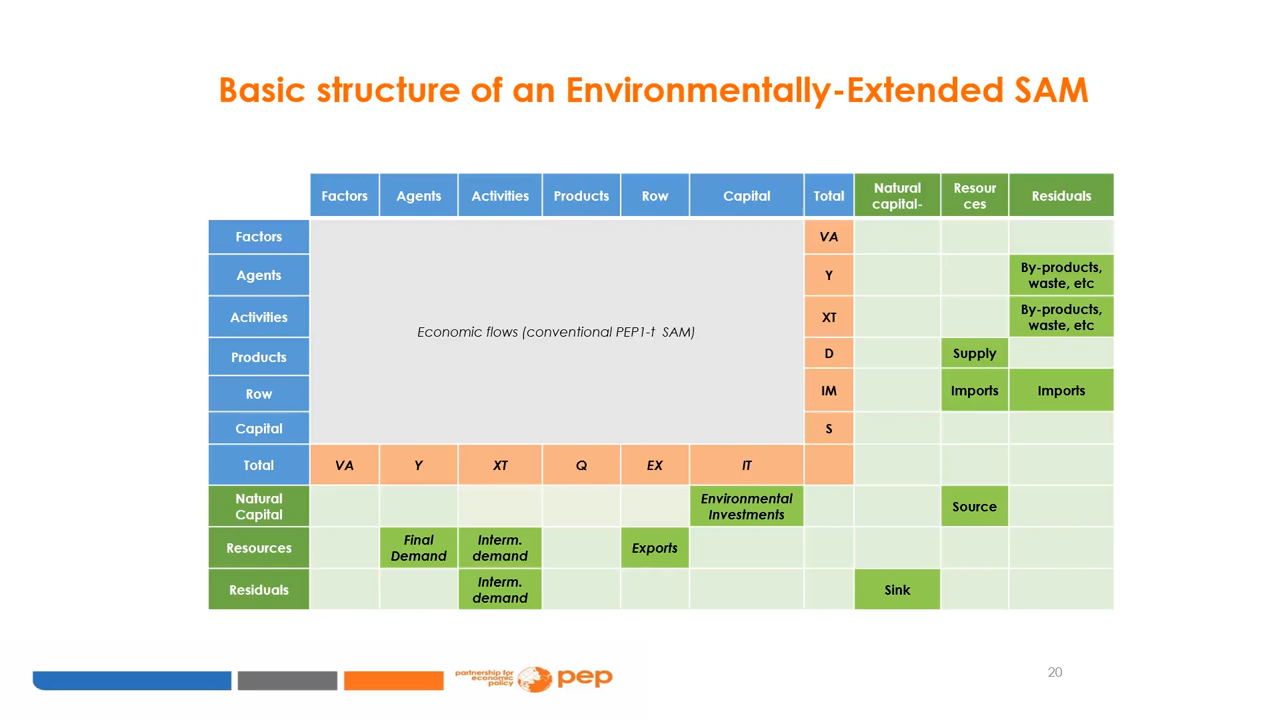 Basic structure of an Environmentally-Extended SAM
Factors Agents Activities Products Row Capital Total Natural capital- Resour ces Residuals
Factors VA
Agents Y By-products, waste, etc
Activities XT By-products, waste, etc
Economic flows (conventional PEP1-t SAM)
Products D Supply
Row IM Imports Imports
Capital S
Total VA Y XT Q EX IT
Natural Capital Environmental Investments Source
Resources Final Demand Interm. demand Exports
Residuals Interm. demand Sink
partnership for
economic
policy
pep
20